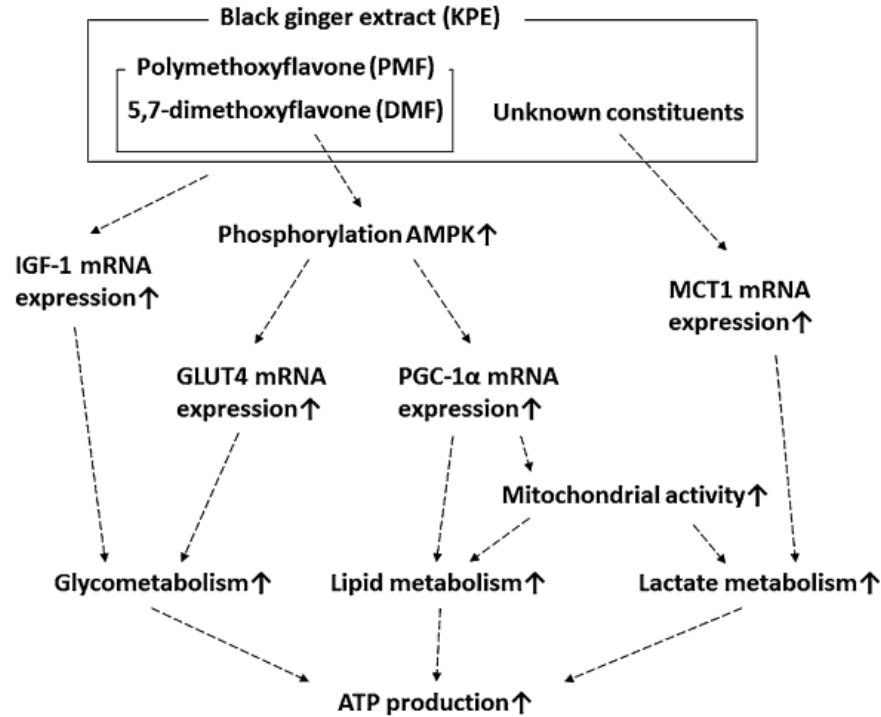 Black ginger extract (KPE)
Polymethoxyflavone (PMF)
5,7-dimethoxyflavone (DMF)
Unknown constituents
Phosphorylation AMPK↑
IGF-1 mRNA
expression↑
MCT1 mRNA
expression↑
GLUT4 mRNA
expression↑
PGC-1α mRNA
expression↑
Mitochondrial activity↑
Glycometabolism↑
Lipid metabolism↑
Lactate metabolism↑
ATP production↑